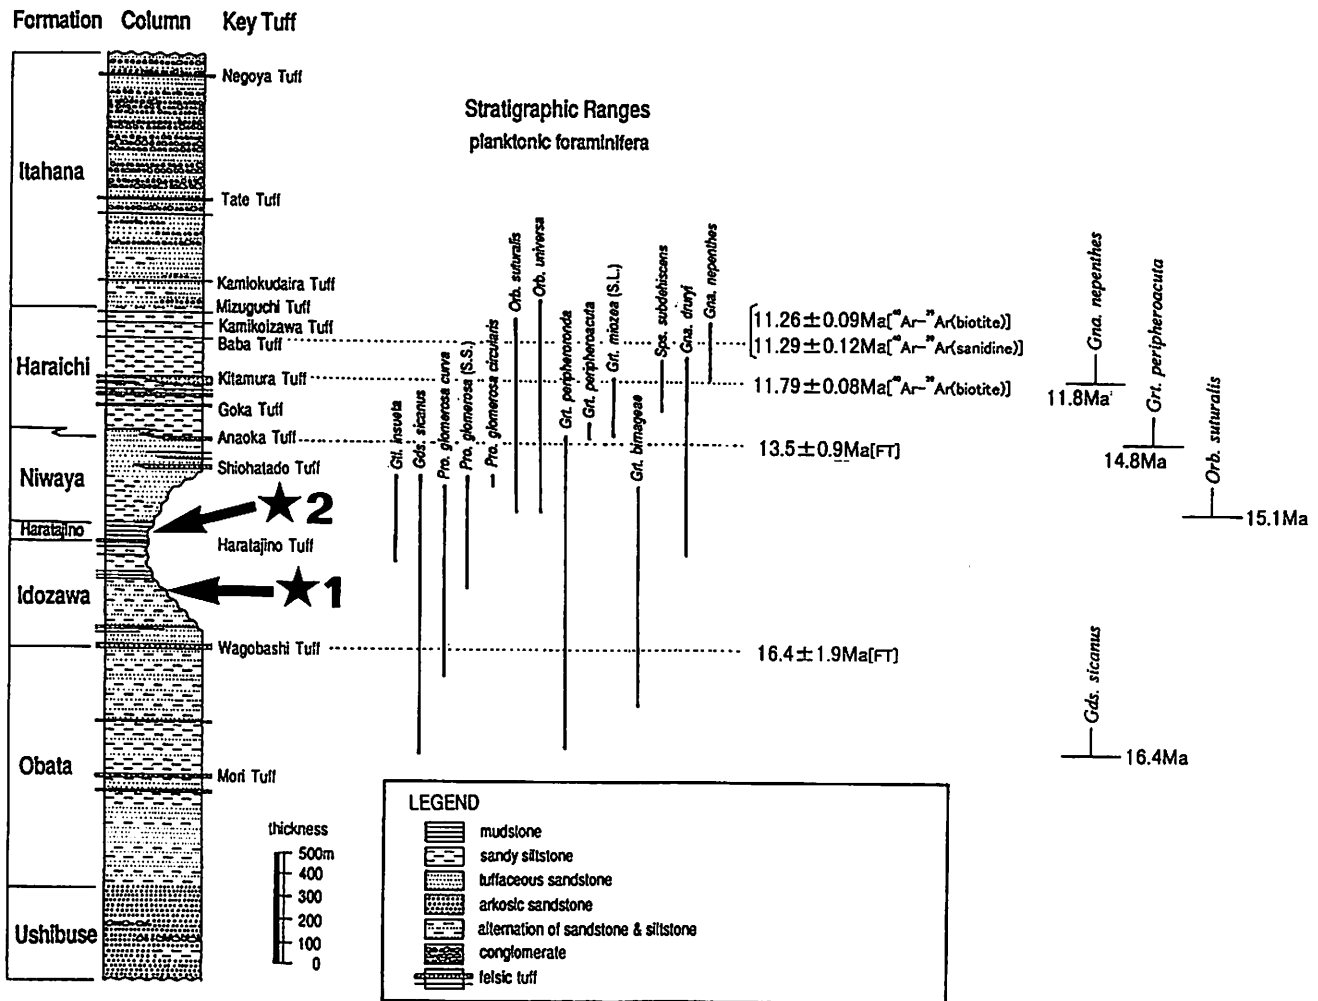 Formation Column Key Tuff
Negoya Tuff
Stratigraphic Ranges
planktonic foraminifera
Itahana
Tate Tuff
Kamiokudaira Tuff
Mizuguchi Tuff
Kamikoizawa Tuff
Baba Tuff
Haraichi
Kitamura Tuff
Goka Tuff
Anaoka Tuff
Niwaya
Shiohatado Tuff
★2
Haratajino
Haratajino Tuff
★1
Idozawa
Wagobashi Tuff
Obata
Mori Tuff
Ushibuse
Gtl. insueta
Gds. sicanus
Pro. glomerosa curva
Pro. glomerosa (S.S.)
Pro. glomerosa circularis
Orb. suturalis
Orb. universa
Grt. peripheroronda
Grt. peripheroacuta
Grt. miozea (S.L.)
Grt. bimageae
Sps. subdehiscens
Gna. druryi
Gna. nepenthes
11.26±0.09Ma[⁴⁰Ar-³⁹Ar(biotite)]
11.29±0.12Ma[⁴⁰Ar-³⁹Ar(sanidine)]
11.79±0.08Ma[⁴⁰Ar-³⁹Ar(biotite)]
13.5±0.9Ma[FT]
16.4±1.9Ma[FT]
Gna. nepenthes
11.8Ma
Grt. peripheroacuta
14.8Ma
Orb. suturalis
15.1Ma
Gds. sicanus
16.4Ma
thickness
500m
400
300
200
100
0
LEGEND
mudstone
sandy siltstone
tuffaceous sandstone
arkosic sandstone
alternation of sandstone & siltstone
conglomerate
felsic tuff